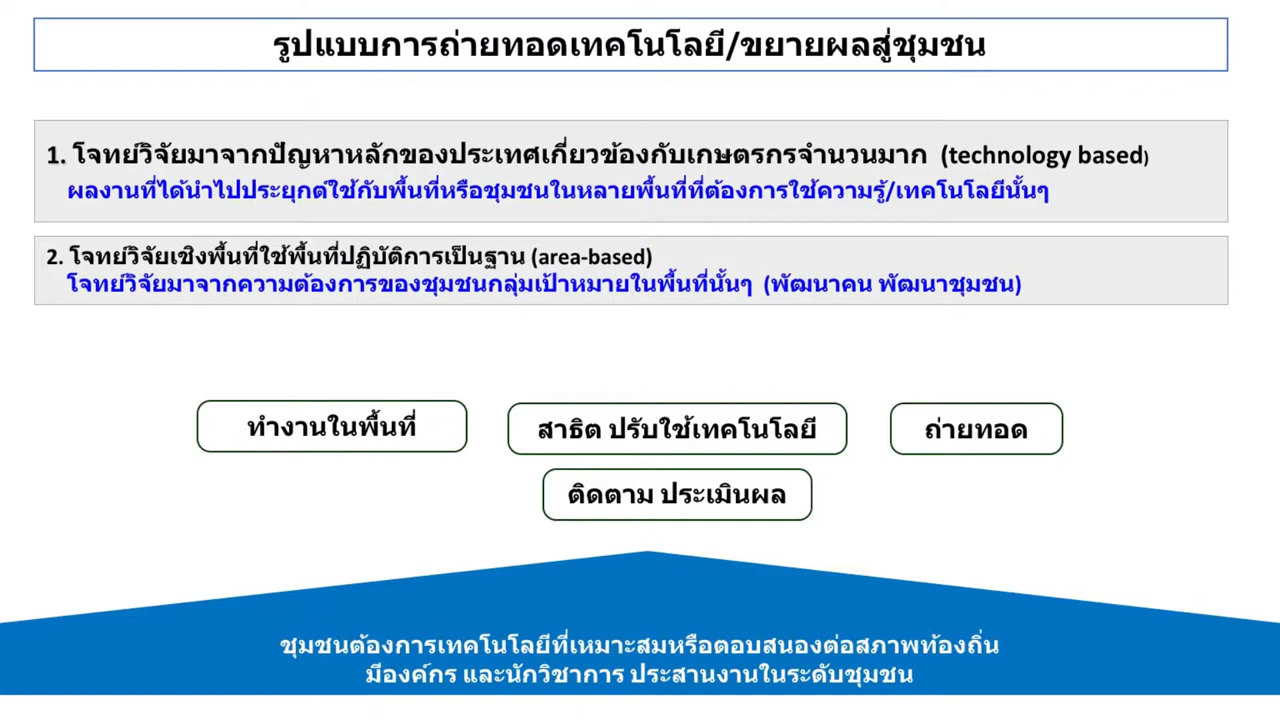 รูปแบบการถ่ายทอดเทคโนโลยี/ขยายผลสู่ชุมชน
1. โจทย์วิจัยมาจากปัญหาหลักของประเทศเกี่ยวข้องกับเกษตรกรจำนวนมาก (technology based)
ผลงานที่ได้นำไปประยุกต์ใช้กับพื้นที่หรือชุมชนในหลายพื้นที่ที่ต้องการใช้ความรู้/เทคโนโลยีนั้นๆ
2. โจทย์วิจัยเชิงพื้นที่ใช้พื้นที่ปฏิบัติการเป็นฐาน (area-based)
โจทย์วิจัยมาจากความต้องการของชุมชนกลุ่มเป้าหมายในพื้นที่นั้นๆ (พัฒนาคน พัฒนาชุมชน)
ทำงานในพื้นที่
สาธิต ปรับใช้เทคโนโลยี
ถ่ายทอด
ติดตาม ประเมินผล
ชุมชนต้องการเทคโนโลยีที่เหมาะสมหรือตอบสนองต่อสภาพท้องถิ่น
มีองค์กร และนักวิชาการ ประสานงานในระดับชุมชน